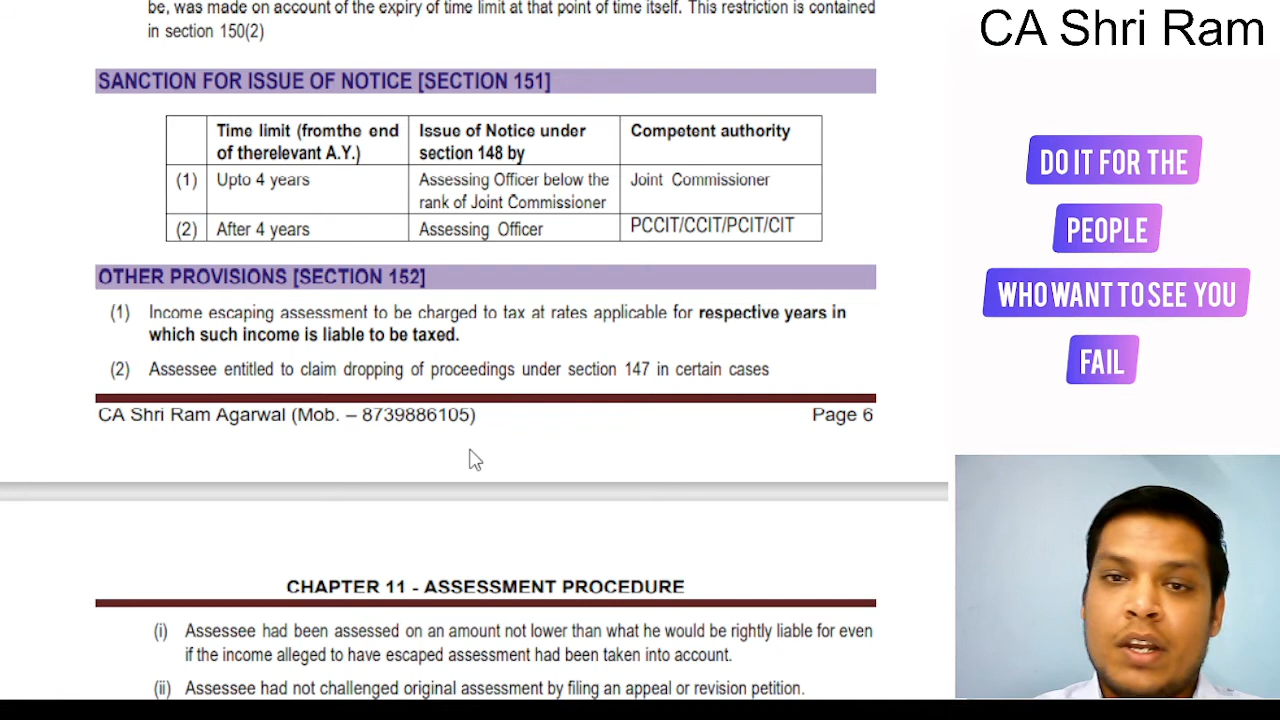 be, was made on account of the expiry of time limit at that point of time itself. This restriction is contained
in section 150(2)
SANCTION FOR ISSUE OF NOTICE [SECTION 151]
Time limit (fromthe end of therelevant A.Y.) Issue of Notice under section 148 by Competent authority
(1) Upto 4 years Assessing Officer below the rank of Joint Commissioner Joint Commissioner
(2) After 4 years Assessing Officer PCCIT/CCIT/PCIT/CIT
OTHER PROVISIONS [SECTION 152]
(1) Income escaping assessment to be charged to tax at rates applicable for respective years in
which such income is liable to be taxed.
(2) Assessee entitled to claim dropping of proceedings under section 147 in certain cases
CA Shri Ram Agarwal (Mob. – 8739886105) Page 6
CHAPTER 11 - ASSESSMENT PROCEDURE
(i) Assessee had been assessed on an amount not lower than what he would be rightly liable for even
if the income alleged to have escaped assessment had been taken into account.
(ii) Assessee had not challenged original assessment by filing an appeal or revision petition.
CA Shri Ram
DO IT FOR THE
PEOPLE
WHO WANT TO SEE YOU
FAIL